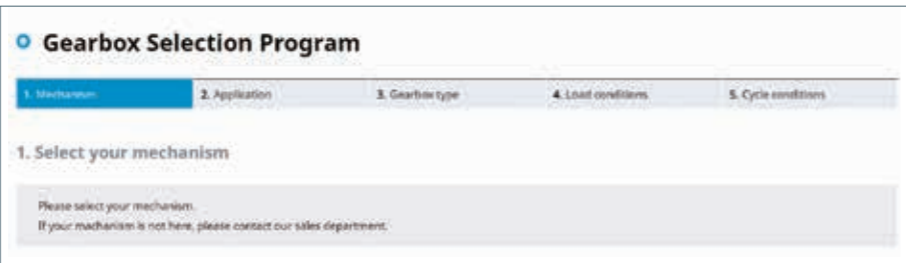 Gearbox Selection Program
1. Mechanism
2. Application
3. Gearbox type
4. Load conditions
5. Cycle conditions
1. Select your mechanism
Please select your mechanism.
If your machanism is not here, please contact our sales department.